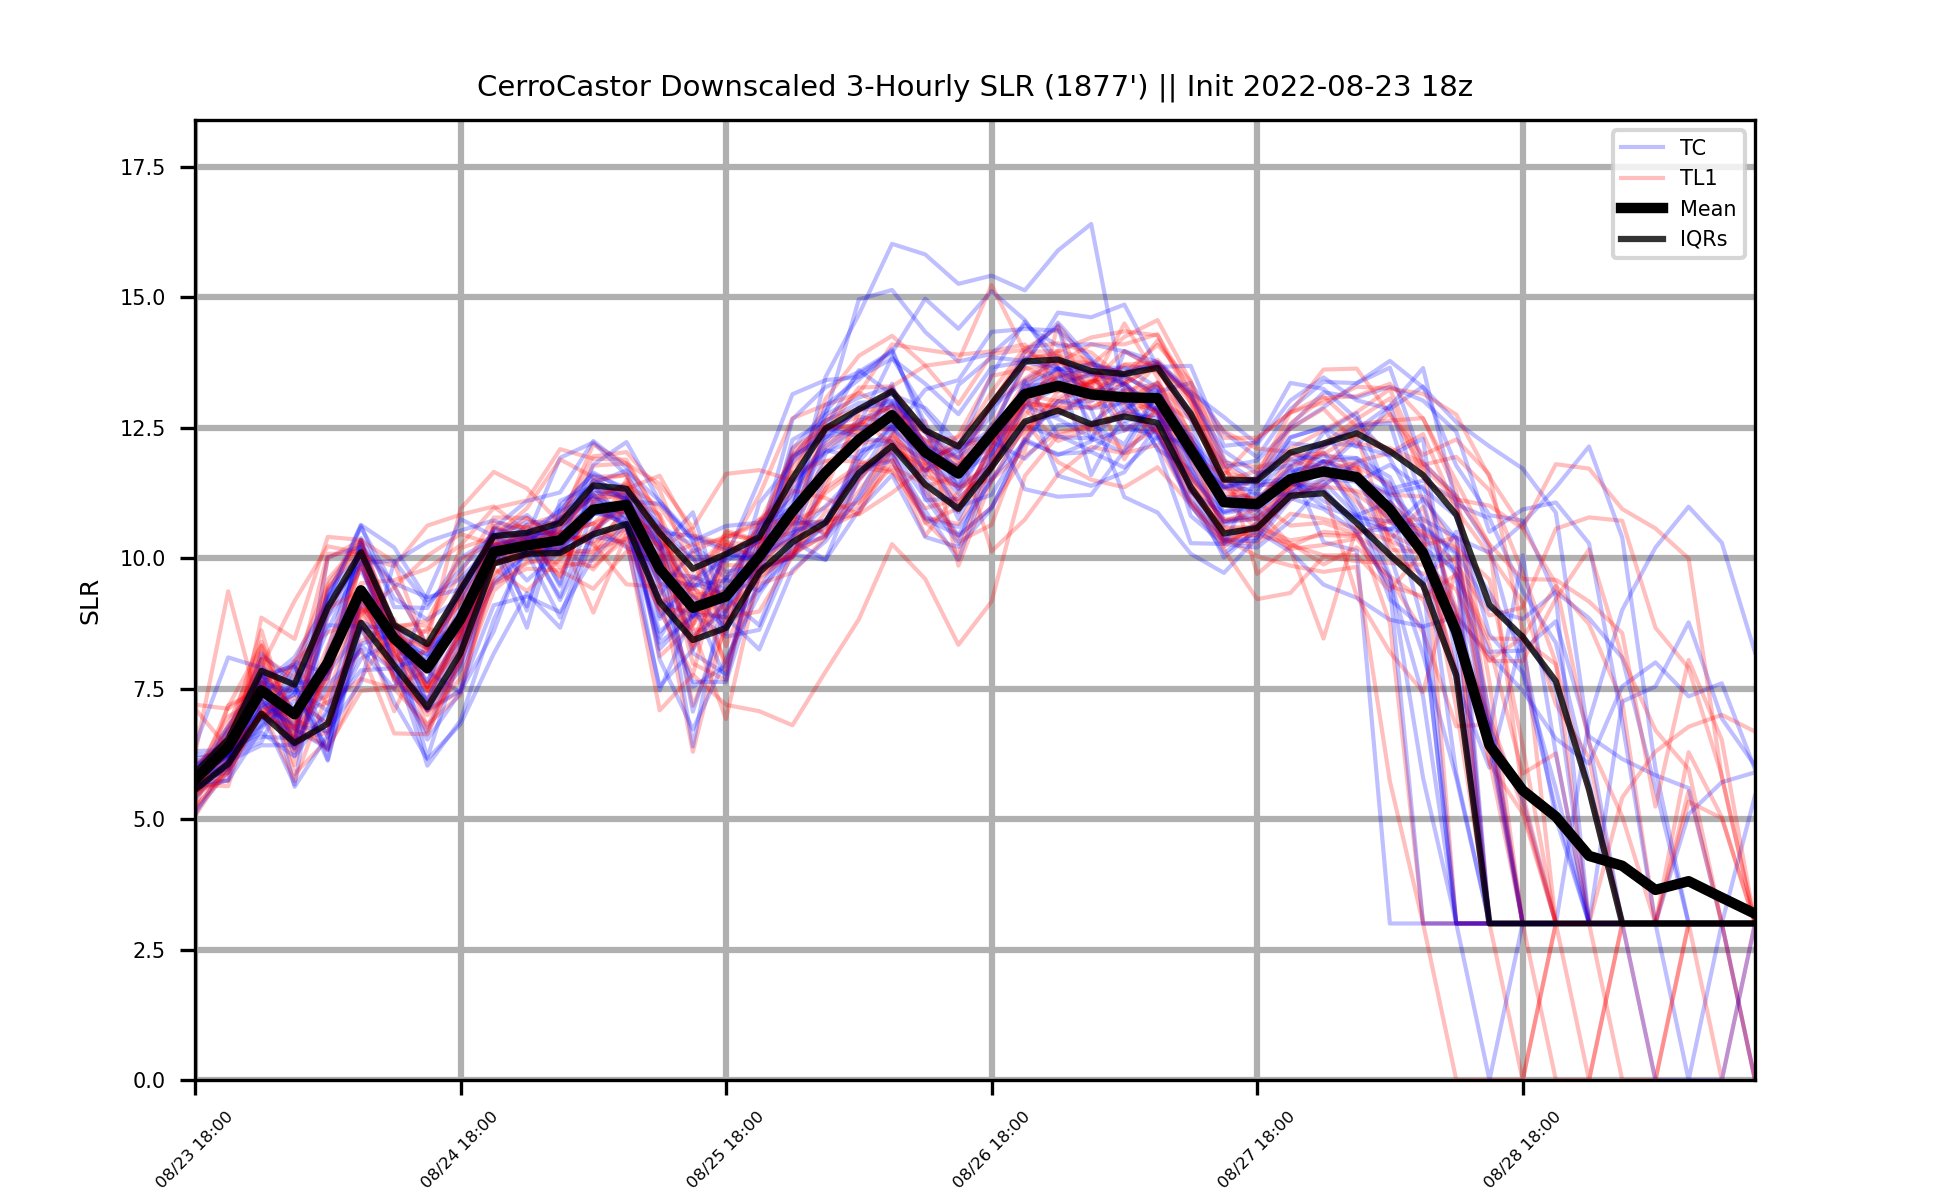 CerroCastor Downscaled 3-Hourly SLR (1877') || Init 2022-08-23 18z
TC
TL1
Mean
IQRs
SLR
17.5
15.0
12.5
10.0
7.5
5.0
2.5
0.0
08/23 18:00
08/24 18:00
08/25 18:00
08/26 18:00
08/27 18:00
08/28 18:00